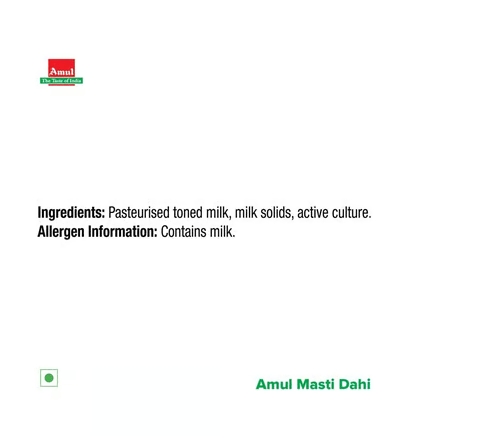 Amul
The Taste of India
Ingredients: Pasteurised toned milk, milk solids, active culture.
Allergen Information: Contains milk.
Amul Masti Dahi